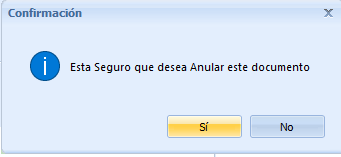 Confirmación
Esta Seguro que desea Anular este documento
Sí
No